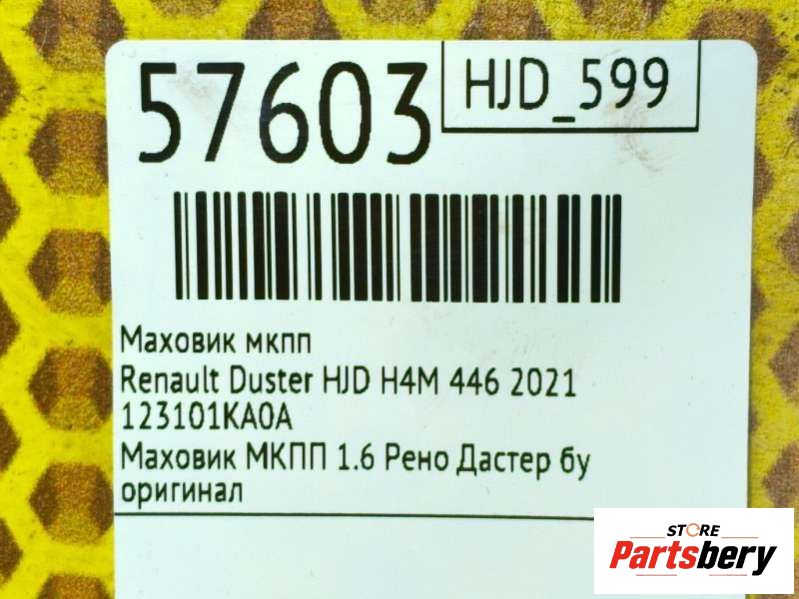 57603
HJD_599
Маховик мкпп
Renault Duster HJD H4M 446 2021
123101KA0A
Маховик МКПП 1.6 Рено Дастер бу
оригинал
STORE
Partsbery